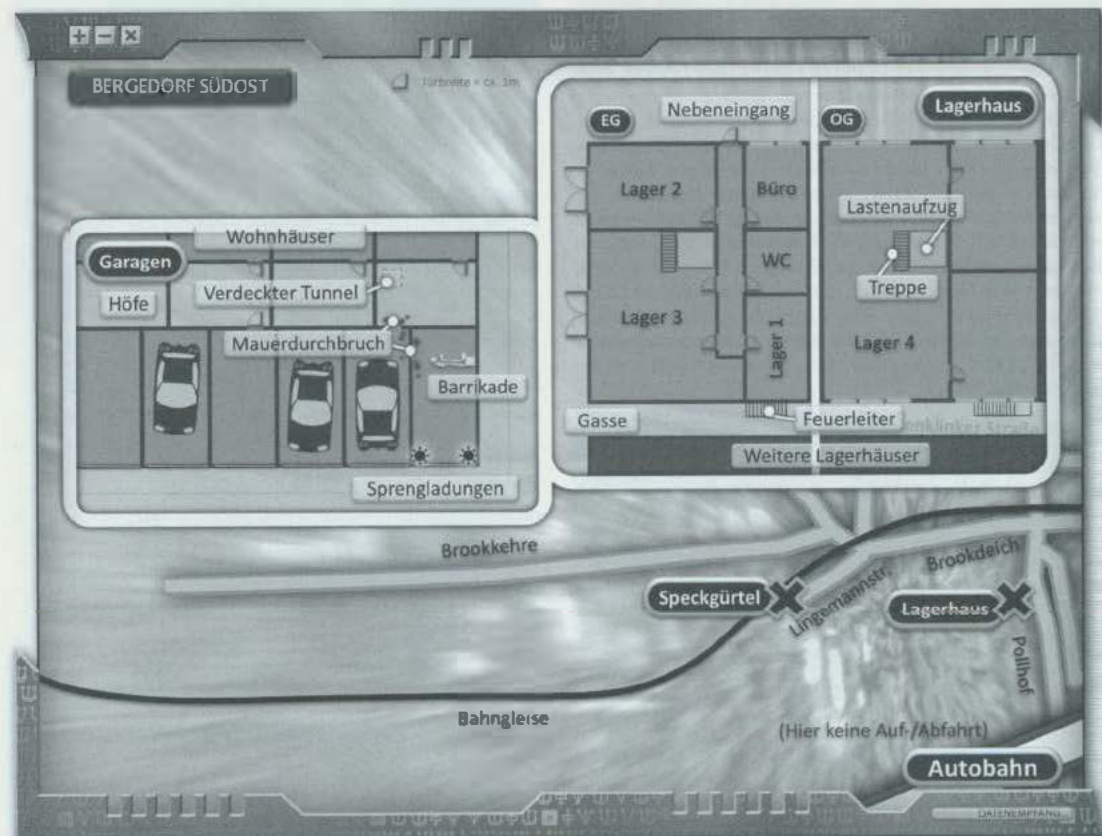 BERGEDORF SÜDOST
Türbreite = ca. 1m
Lagerhaus
EG
Nebeneingang
OG
Lager 2
Büro
Lastenaufzug
WC
Treppe
Lager 3
Lager 1
Lager 4
Gasse
Feuerleiter
Weitere Lagerhäuser
Wohnhäuser
Garagen
Höfe
Verdeckter Tunnel
Mauerdurchbruch
Barrikade
Sprengladungen
Brookkehre
Speckgürtel
Lingemannstr.
Brookdeich
Lagerhaus
Pollhof
Bahngleise
(Hier keine Auf-/Abfahrt)
Autobahn
DATENEMPFANG...